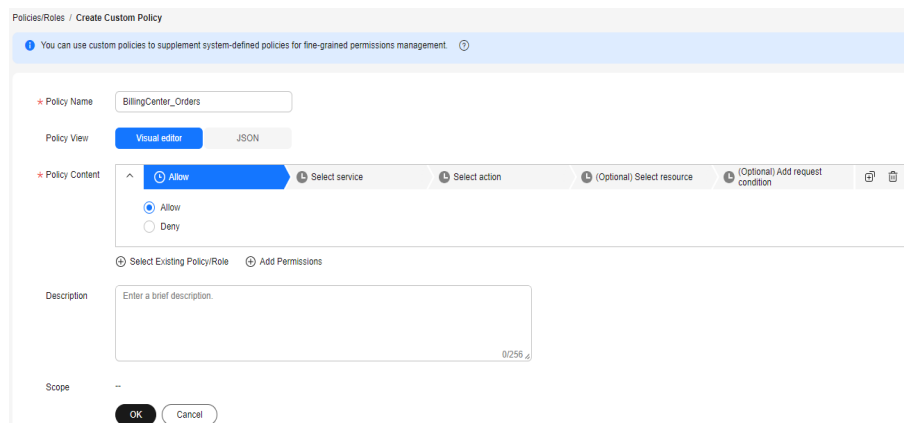 Policies/Roles / Create Custom Policy
You can use custom policies to supplement system-defined policies for fine-grained permissions management.
* Policy Name BillingCenter_Orders
Policy View Visual editor JSON
* Policy Content Allow Select service Select action (Optional) Select resource (Optional) Add request condition
Allow
Deny
Select Existing Policy/Role Add Permissions
Description Enter a brief description.
0/256
Scope --
OK Cancel